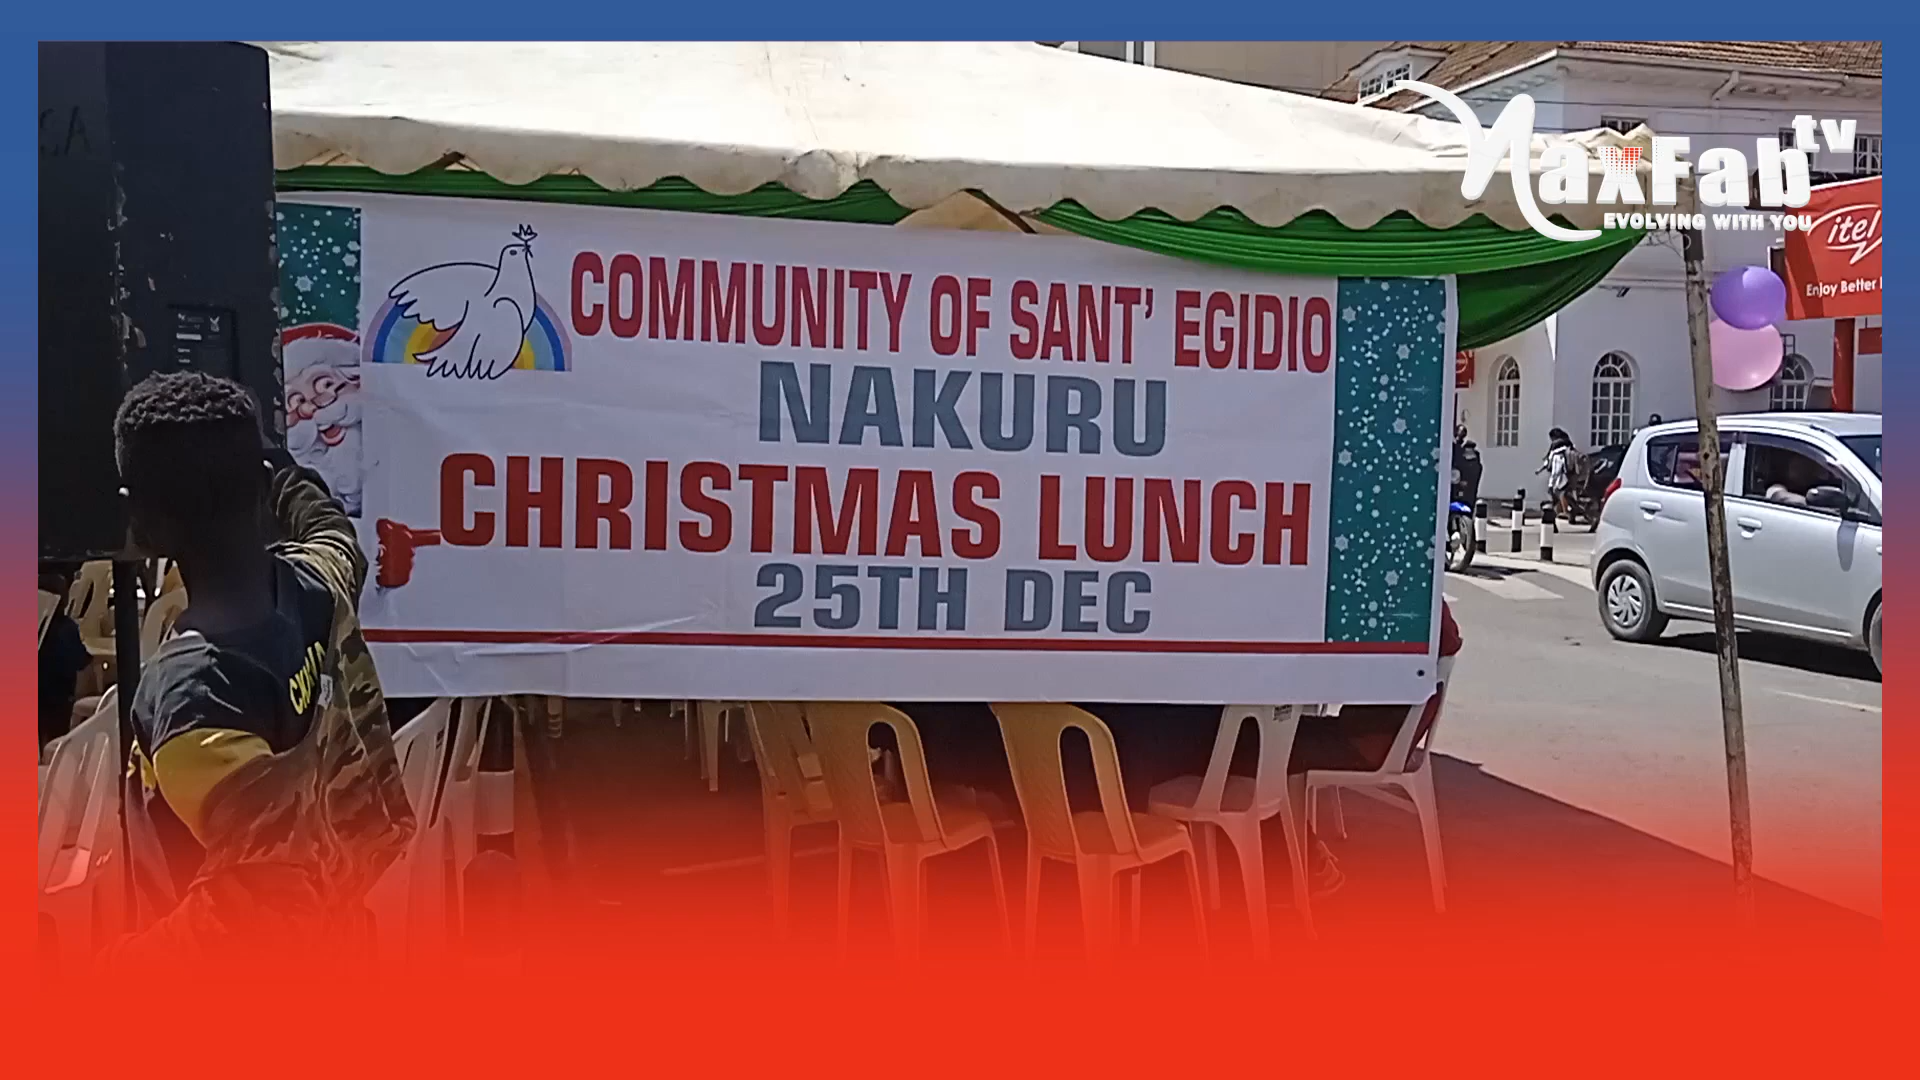 MaxFab tv
EVOLVING WITH YOU
itel
Enjoy Better
COMMUNITY OF SANT' EGIDIO
NAKURU
CHRISTMAS LUNCH
25TH DEC